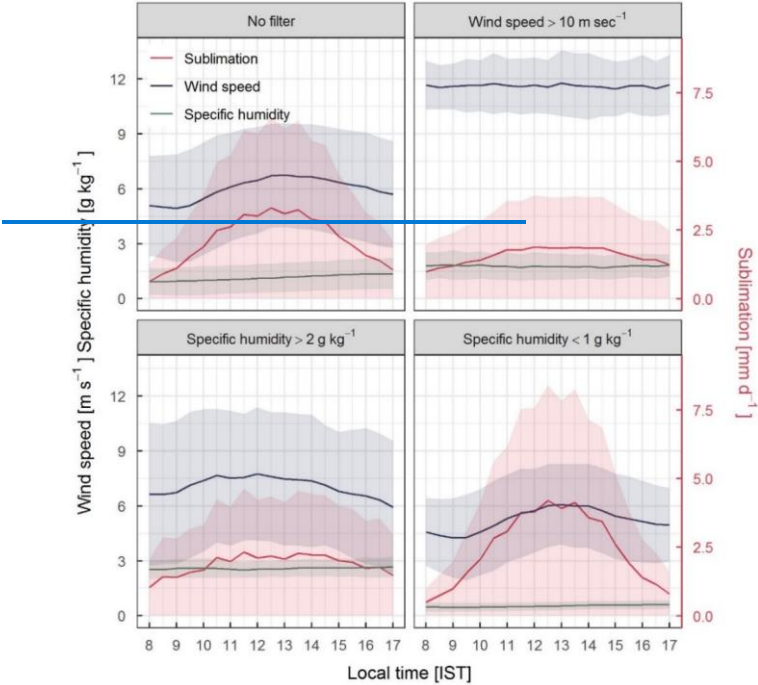 No filter
Wind speed > 10 m sec⁻¹
Sublimation
Wind speed
Specific humidity
12
9
6
3
0
7.5
5.0
2.5
0.0
Specific humidity > 2 g kg⁻¹
Specific humidity < 1 g kg⁻¹
12
9
6
3
0
7.5
5.0
2.5
0.0
8 9 10 11 12 13 14 15 16 17
8 9 10 11 12 13 14 15 16 17
Local time [IST]
Wind speed [m s⁻¹] Specific humidity [g kg⁻¹]
Sublimation [mm d⁻¹]